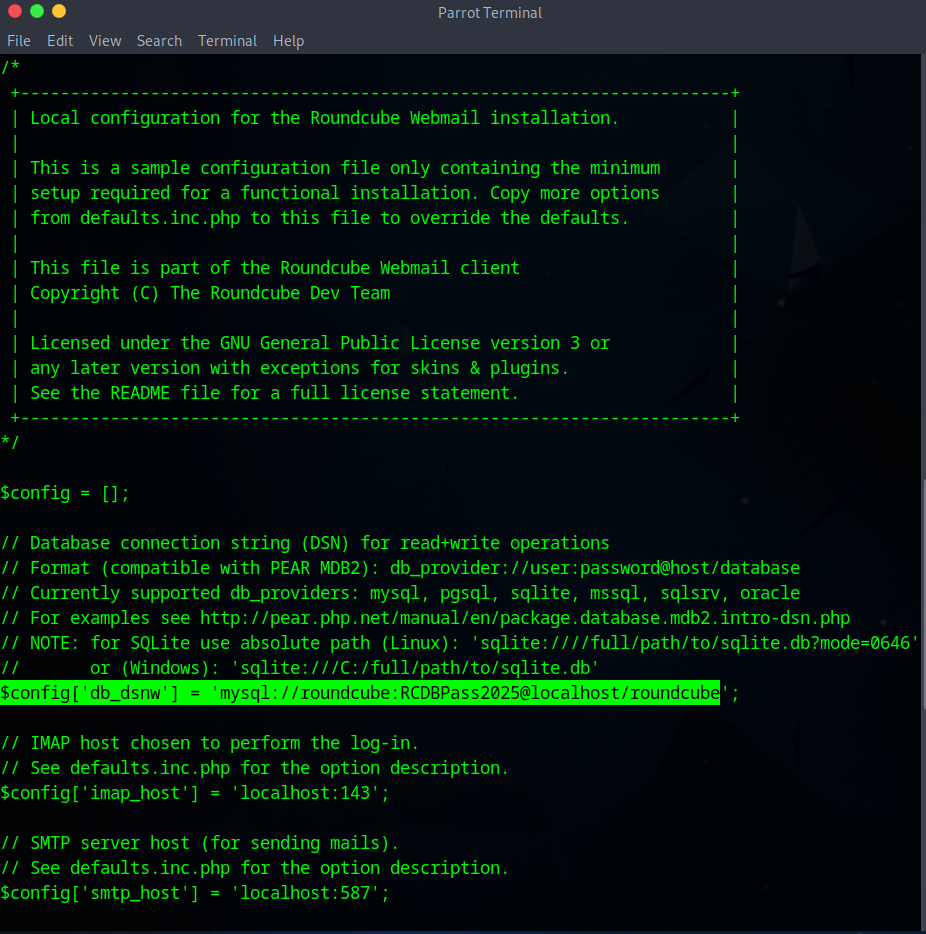 Parrot Terminal
File Edit View Search Terminal Help
/*
 +-----------------------------------------------------------------------+
 | Local configuration for the Roundcube Webmail installation.           |
 |                                                                       |
 | This is a sample configuration file only containing the minimum       |
 | setup required for a functional installation. Copy more options       |
 | from defaults.inc.php to this file to override the defaults.          |
 |                                                                       |
 | This file is part of the Roundcube Webmail client                     |
 | Copyright (C) The Roundcube Dev Team                                  |
 |                                                                       |
 | Licensed under the GNU General Public License version 3 or            |
 | any later version with exceptions for skins & plugins.                |
 | See the README file for a full license statement.                     |
 +-----------------------------------------------------------------------+
*/
$config = [];
// Database connection string (DSN) for read+write operations
// Format (compatible with PEAR MDB2): db_provider://user:password@host/database
// Currently supported db_providers: mysql, pgsql, sqlite, mssql, sqlsrv, oracle
// For examples see http://pear.php.net/manual/en/package.database.mdb2.intro-dsn.php
// NOTE: for SQLite use absolute path (Linux): 'sqlite:////full/path/to/sqlite.db?mode=0646'
//       or (Windows): 'sqlite:///C:/full/path/to/sqlite.db'
$config['db_dsnw'] = 'mysql://roundcube:RCDBPass2025@localhost/roundcube';
// IMAP host chosen to perform the log-in.
// See defaults.inc.php for the option description.
$config['imap_host'] = 'localhost:143';
// SMTP server host (for sending mails).
// See defaults.inc.php for the option description.
$config['smtp_host'] = 'localhost:587';